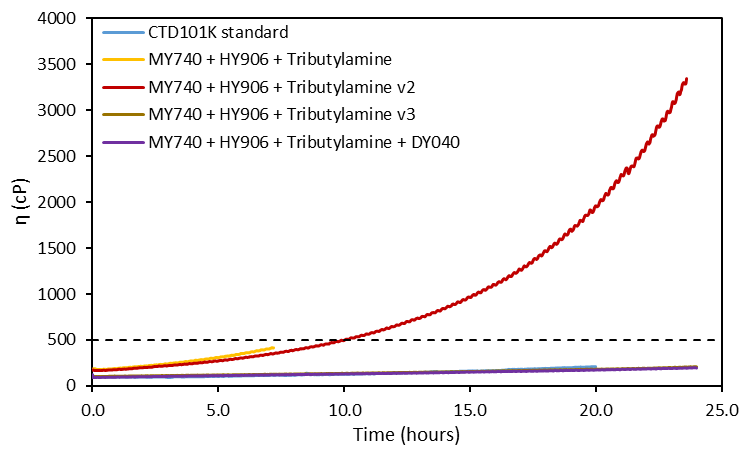 4000
3500
3000
2500
2000
1500
1000
500
0
η (cP)
CTD101K standard
MY740 + HY906 + Tributylamine
MY740 + HY906 + Tributylamine v2
MY740 + HY906 + Tributylamine v3
MY740 + HY906 + Tributylamine + DY040
0.0 5.0 10.0 15.0 20.0 25.0
Time (hours)